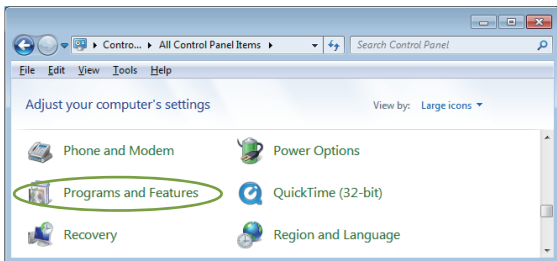 Contro... All Control Panel Items Search Control Panel
File Edit View Tools Help
Adjust your computer's settings View by: Large icons
Phone and Modem Power Options
Programs and Features QuickTime (32-bit)
Recovery Region and Language